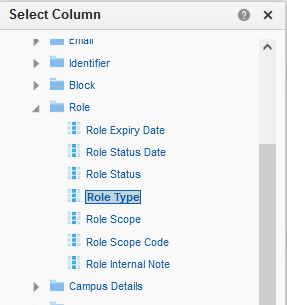 Select Column
Email
Identifier
Block
Role
Role Expiry Date
Role Status Date
Role Status
Role Type
Role Scope
Role Scope Code
Role Internal Note
Campus Details